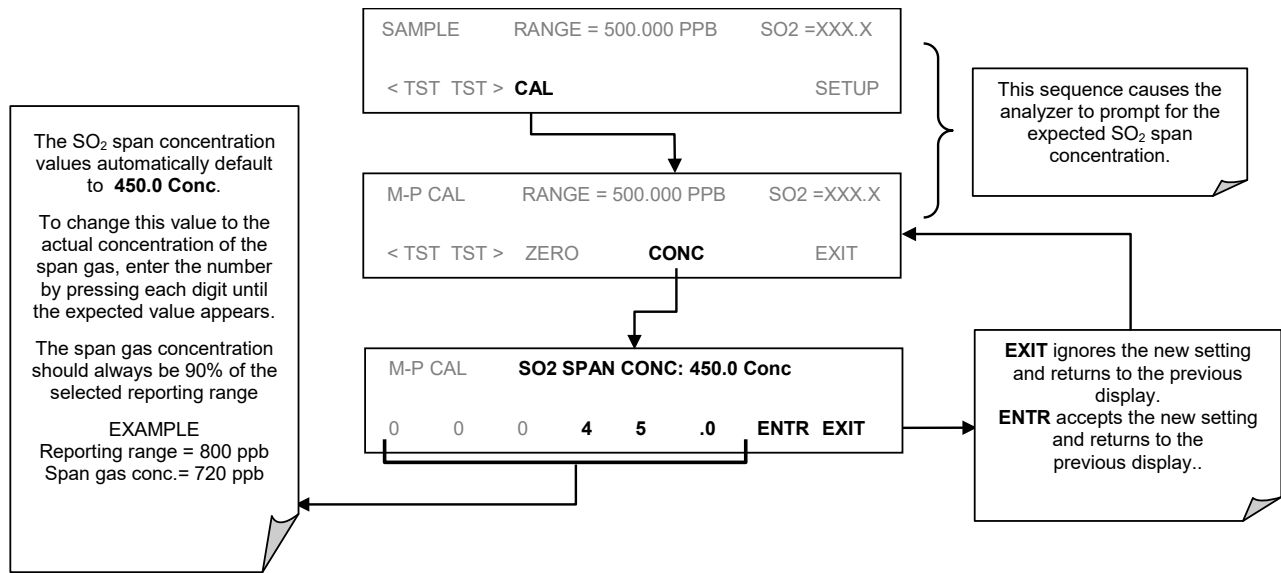 SAMPLE RANGE = 500.000 PPB SO2 =XXX.X
< TST TST > CAL SETUP
This sequence causes the
analyzer to prompt for the
expected SO₂ span
concentration.
The SO₂ span concentration
values automatically default
to 450.0 Conc.
To change this value to the
actual concentration of the
span gas, enter the number
by pressing each digit until
the expected value appears.
The span gas concentration
should always be 90% of the
selected reporting range
EXAMPLE
Reporting range = 800 ppb
Span gas conc.= 720 ppb
M-P CAL RANGE = 500.000 PPB SO2 =XXX.X
< TST TST > ZERO CONC EXIT
M-P CAL SO2 SPAN CONC: 450.0 Conc
0 0 0 4 5 .0 ENTR EXIT
EXIT ignores the new setting
and returns to the previous
display.
ENTR accepts the new setting
and returns to the
previous display..